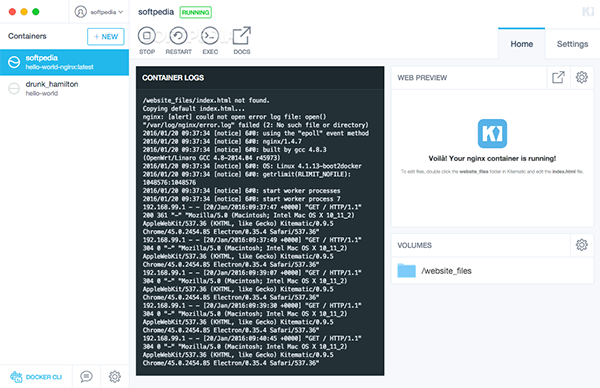 softpedia
softpedia RUNNING
Containers
+ NEW
STOP RESTART EXEC DOCS
Home Settings
softpedia
hello-world-nginx:latest
drunk_hamilton
hello-world
CONTAINER LOGS
/website_files/index.html not found.
Copying default index.html...
nginx: [alert] could not open error log file: open()
"/var/log/nginx/error.log" failed (2: No such file or directory)
2016/01/20 09:37:34 [notice] 6#0: using the "epoll" event method
2016/01/20 09:37:34 [notice] 6#0: nginx/1.4.7
2016/01/20 09:37:34 [notice] 6#0: built by gcc 4.8.3
(OpenWrt/Linaro GCC 4.8-2014.04 r45973)
2016/01/20 09:37:34 [notice] 6#0: OS: Linux 4.1.13-boot2docker
2016/01/20 09:37:34 [notice] 6#0: getrlimit(RLIMIT_NOFILE):
1048576:1048576
2016/01/20 09:37:34 [notice] 6#0: start worker processes
2016/01/20 09:37:34 [notice] 6#0: start worker process 7
192.168.99.1 - - [20/Jan/2016:09:37:47 +0000] "GET / HTTP/1.1"
200 361 "-" "Mozilla/5.0 (Macintosh; Intel Mac OS X 10_11_2)
AppleWebKit/537.36 (KHTML, like Gecko) Kitematic/0.9.5
Chrome/45.0.2454.85 Electron/0.35.4 Safari/537.36"
192.168.99.1 - - [20/Jan/2016:09:37:49 +0000] "GET / HTTP/1.1"
304 0 "-" "Mozilla/5.0 (Macintosh; Intel Mac OS X 10_11_2)
AppleWebKit/537.36 (KHTML, like Gecko) Kitematic/0.9.5
Chrome/45.0.2454.85 Electron/0.35.4 Safari/537.36"
192.168.99.1 - - [20/Jan/2016:09:39:07 +0000] "GET / HTTP/1.1"
304 0 "-" "Mozilla/5.0 (Macintosh; Intel Mac OS X 10_11_2)
AppleWebKit/537.36 (KHTML, like Gecko) Kitematic/0.9.5
Chrome/45.0.2454.85 Electron/0.35.4 Safari/537.36"
192.168.99.1 - - [20/Jan/2016:09:39:30 +0000] "GET / HTTP/1.1"
304 0 "-" "Mozilla/5.0 (Macintosh; Intel Mac OS X 10_11_2)
AppleWebKit/537.36 (KHTML, like Gecko) Kitematic/0.9.5
Chrome/45.0.2454.85 Electron/0.35.4 Safari/537.36"
192.168.99.1 - - [20/Jan/2016:09:40:45 +0000] "GET / HTTP/1.1"
304 0 "-" "Mozilla/5.0 (Macintosh; Intel Mac OS X 10_11_2)
AppleWebKit/537.36 (KHTML, like Gecko) Kitematic/0.9.5
Chrome/45.0.2454.85 Electron/0.35.4 Safari/537.36"
WEB PREVIEW
Voilà! Your nginx container is running!
To edit files, double click the website_files folder in Kitematic and edit the index.html file.
VOLUMES
/website_files
DOCKER CLI